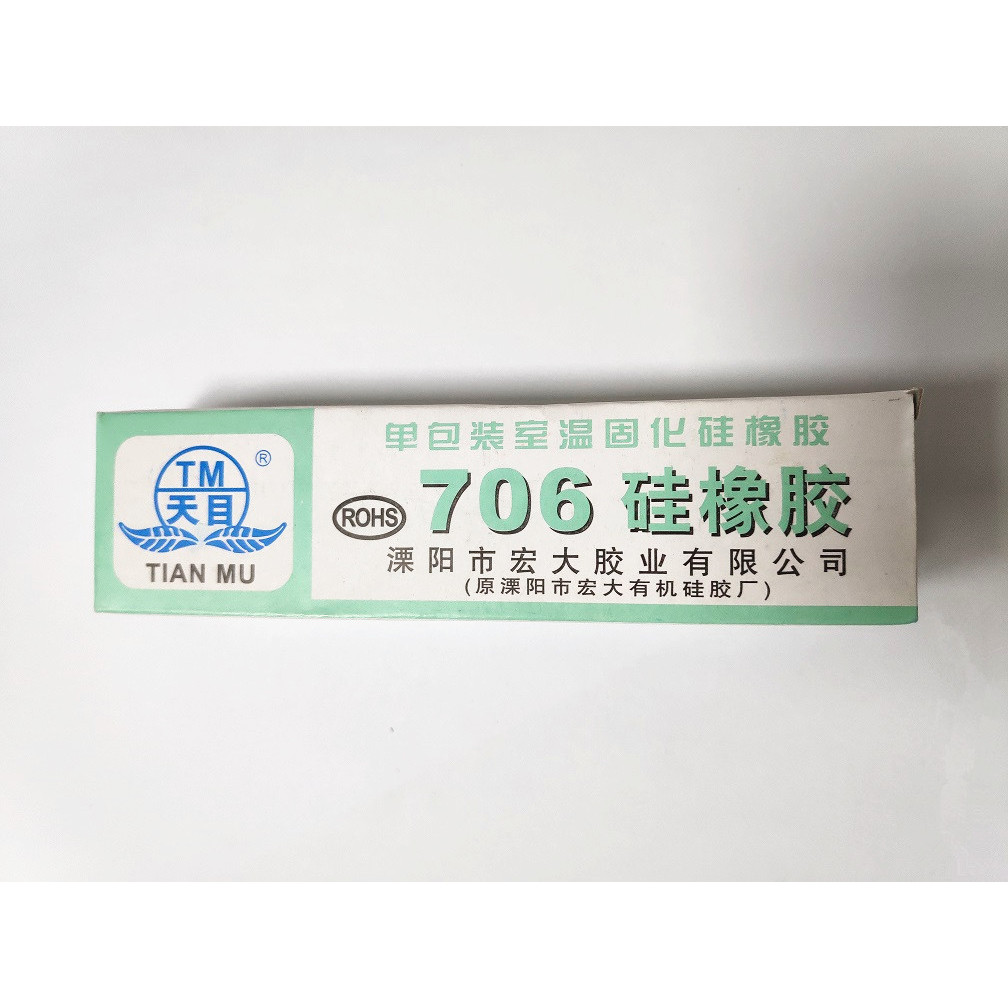 TM
®
天目
TIAN MU
单包装室温固化硅橡胶
ROHS
706 硅橡胶
溧阳市宏大胶业有限公司
(原溧阳市宏大有机硅胶厂)